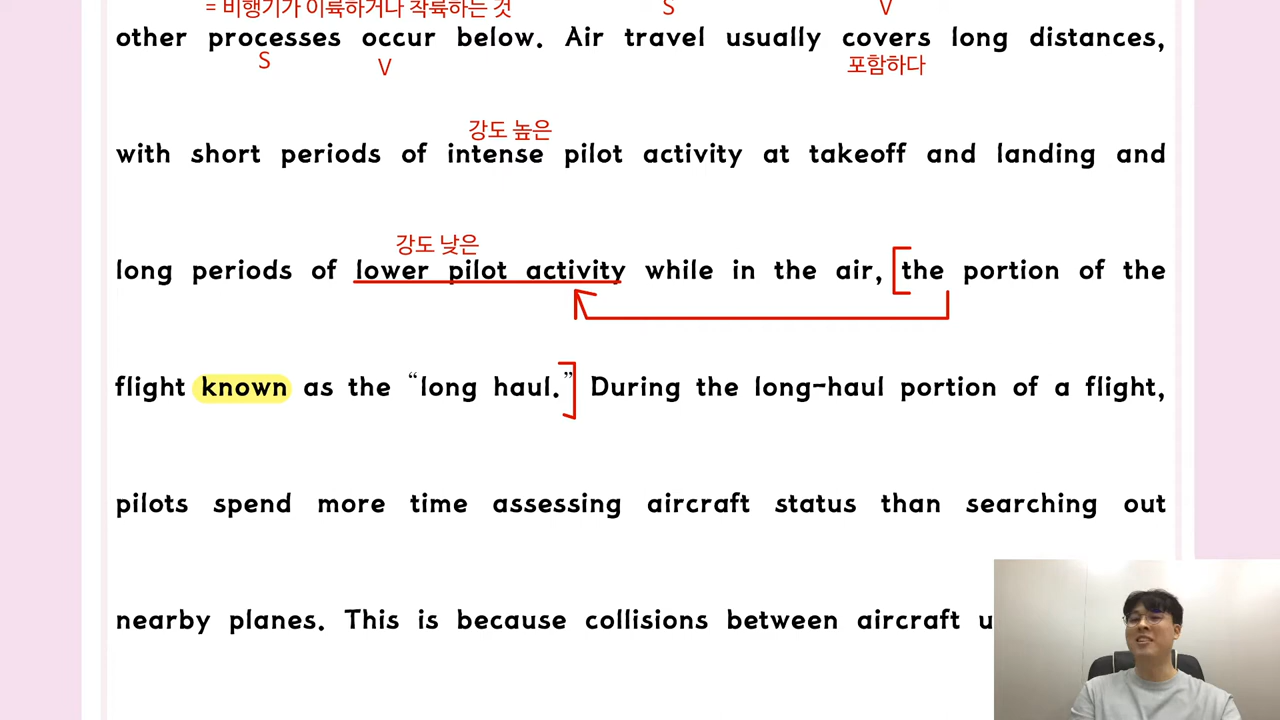 = 비행기가 이륙하거나 착륙하는 것 S V
other processes occur below. Air travel usually covers long distances,
S V 포함하다
강도 높은
with short periods of intense pilot activity at takeoff and landing and
강도 낮은
long periods of lower pilot activity while in the air, [the portion of the
flight known as the “long haul.”] During the long-haul portion of a flight,
pilots spend more time assessing aircraft status than searching out
nearby planes. This is because collisions between aircraft